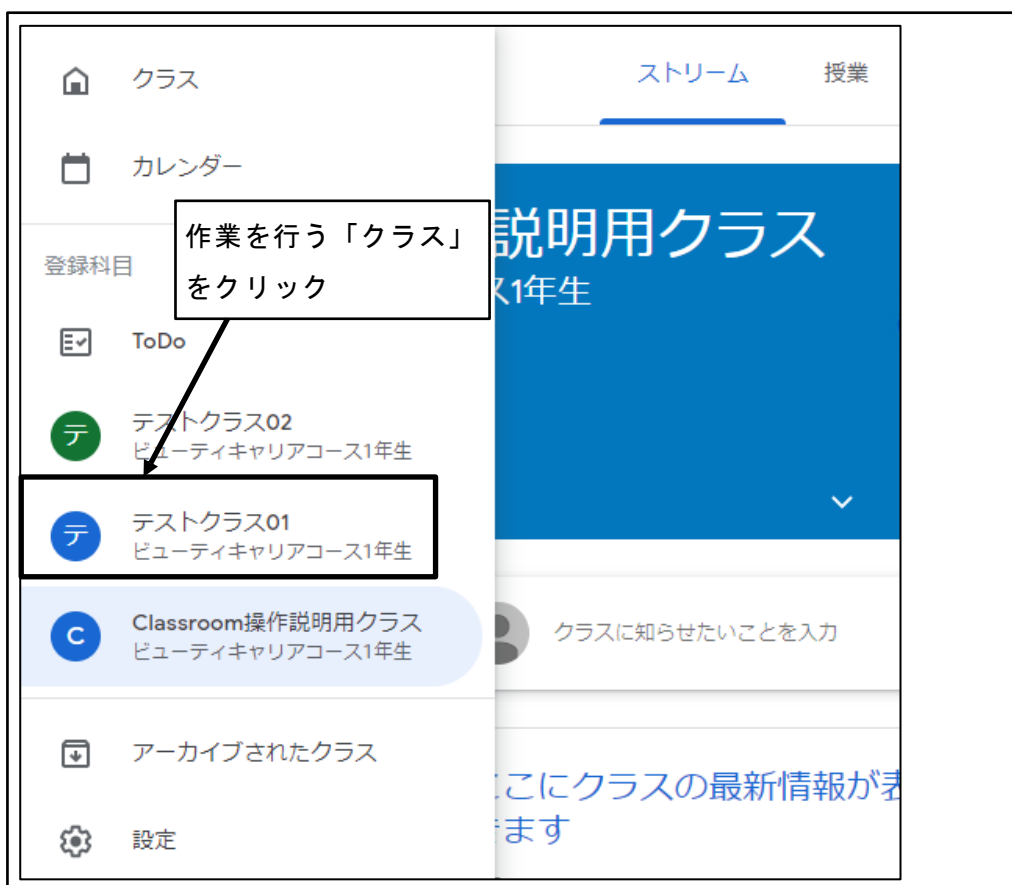 クラス
カレンダー
作業を行う「クラス」
をクリック
登録科目
ToDo
テストクラス02
ビューティキャリアコース1年生
テ
テストクラス01
ビューティキャリアコース1年生
テ
Classroom操作説明用クラス
ビューティキャリアコース1年生
C
アーカイブされたクラス
設定
ストリーム 授業
説明用クラス
ス1年生
クラスに知らせたいことを入力
ここにクラスの最新情報が表
きます